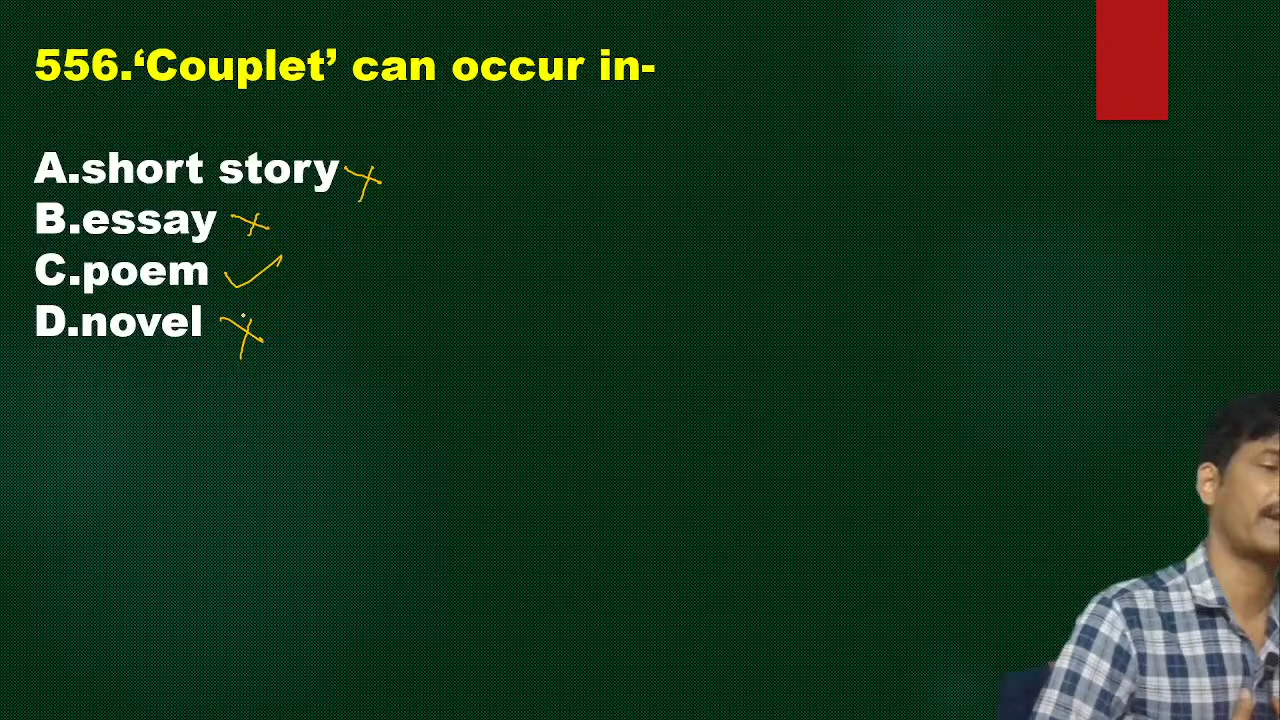 556.‘Couplet’ can occur in-
A.short story
B.essay
C.poem
D.novel